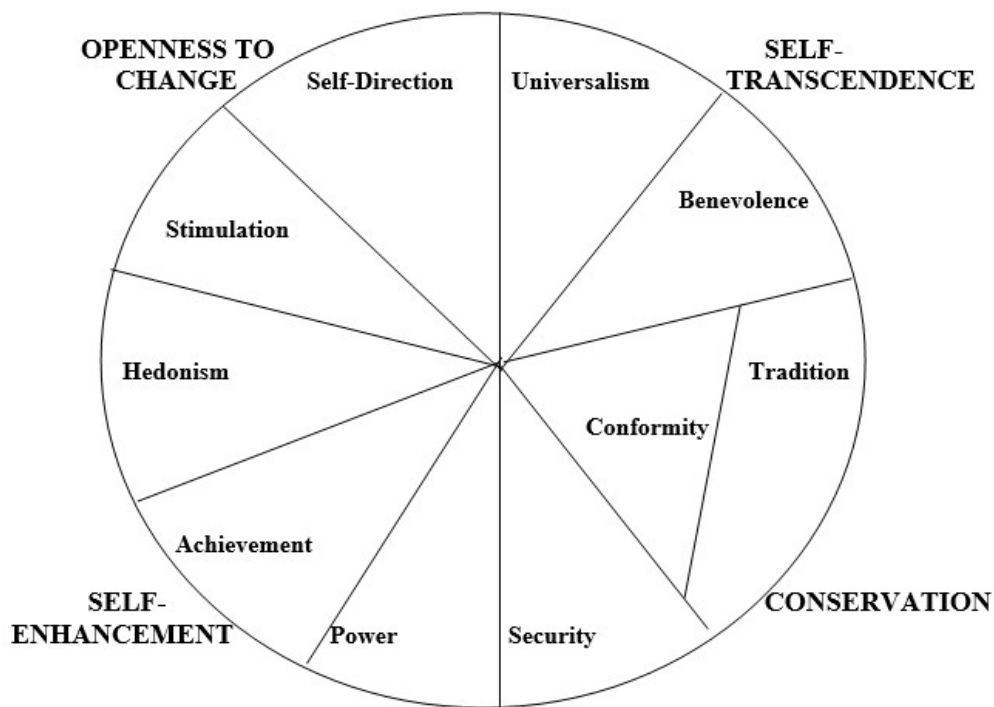 OPENNESS TO
CHANGE
SELF-
TRANSCENDENCE
Self-Direction
Universalism
Benevolence
Stimulation
Hedonism
Tradition
Conformity
Achievement
SELF-
ENHANCEMENT
CONSERVATION
Power
Security